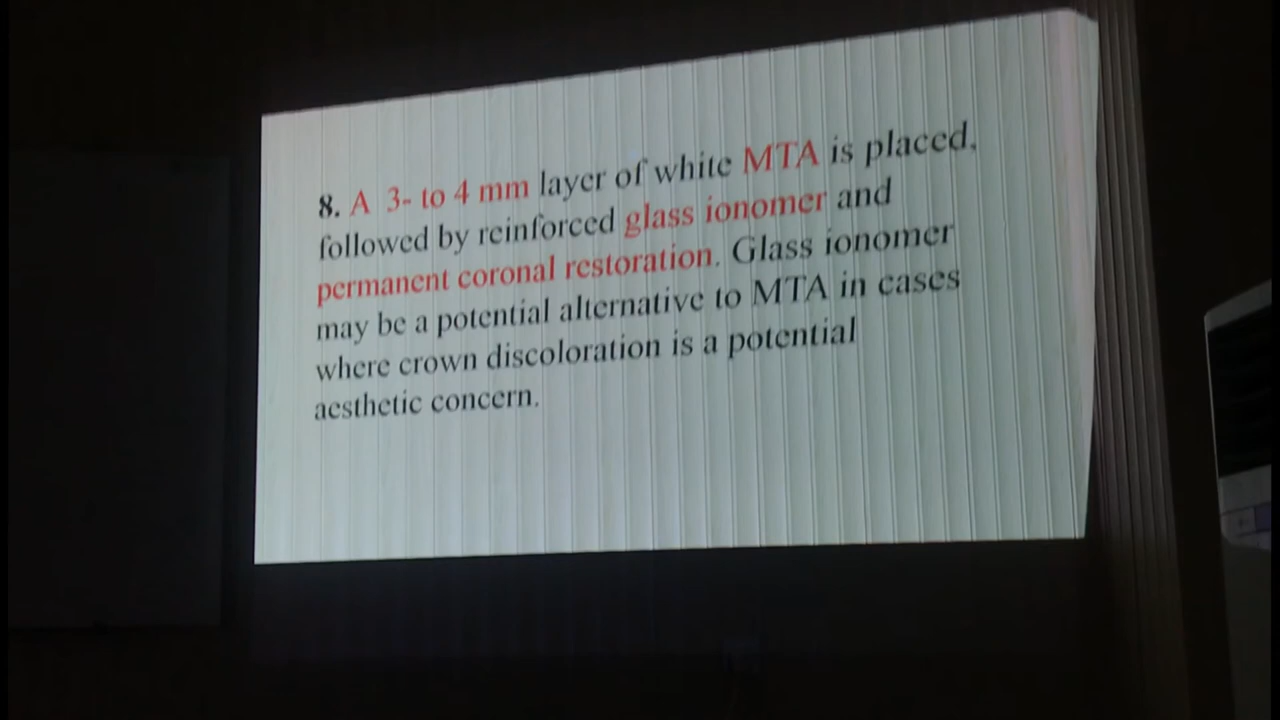 8. A 3- to 4 mm layer of white MTA is placed,
followed by reinforced glass ionomer and
permanent coronal restoration. Glass ionomer
may be a potential alternative to MTA in cases
where crown discoloration is a potential
aesthetic concern.